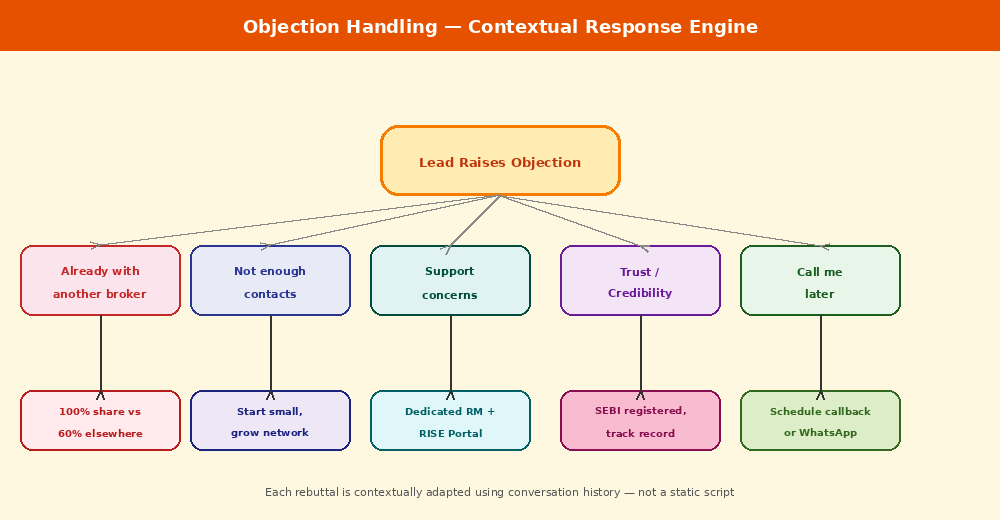 Objection Handling — Contextual Response Engine
Lead Raises Objection
Already with
another broker
Not enough
contacts
Support
concerns
Trust /
Credibility
Call me
later
100% share vs
60% elsewhere
Start small,
grow network
Dedicated RM +
RISE Portal
SEBI registered,
track record
Schedule callback
or WhatsApp
Each rebuttal is contextually adapted using conversation history — not a static script